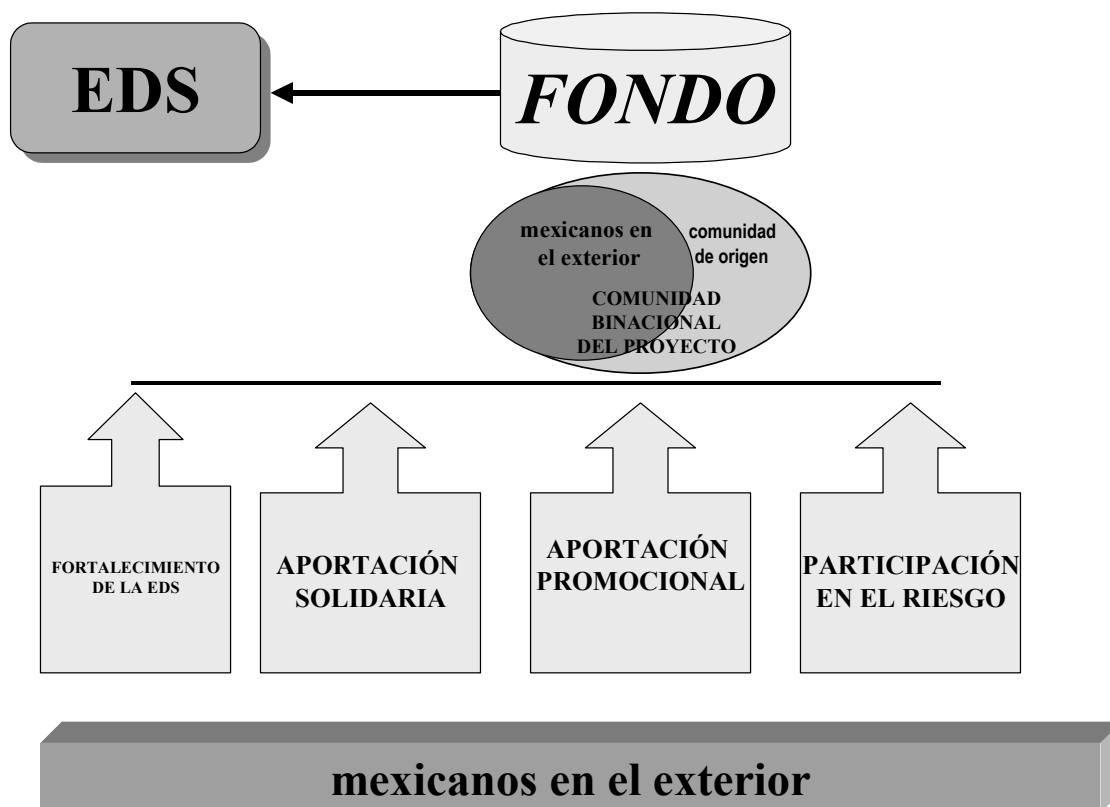 EDS
FONDO
mexicanos en
el exterior
comunidad
de origen
COMUNIDAD
BINACIONAL
DEL PROYECTO
FORTALECIMIENTO
DE LA EDS
APORTACIÓN
SOLIDARIA
APORTACIÓN
PROMOCIONAL
PARTICIPACIÓN
EN EL RIESGO
mexicanos en el exterior